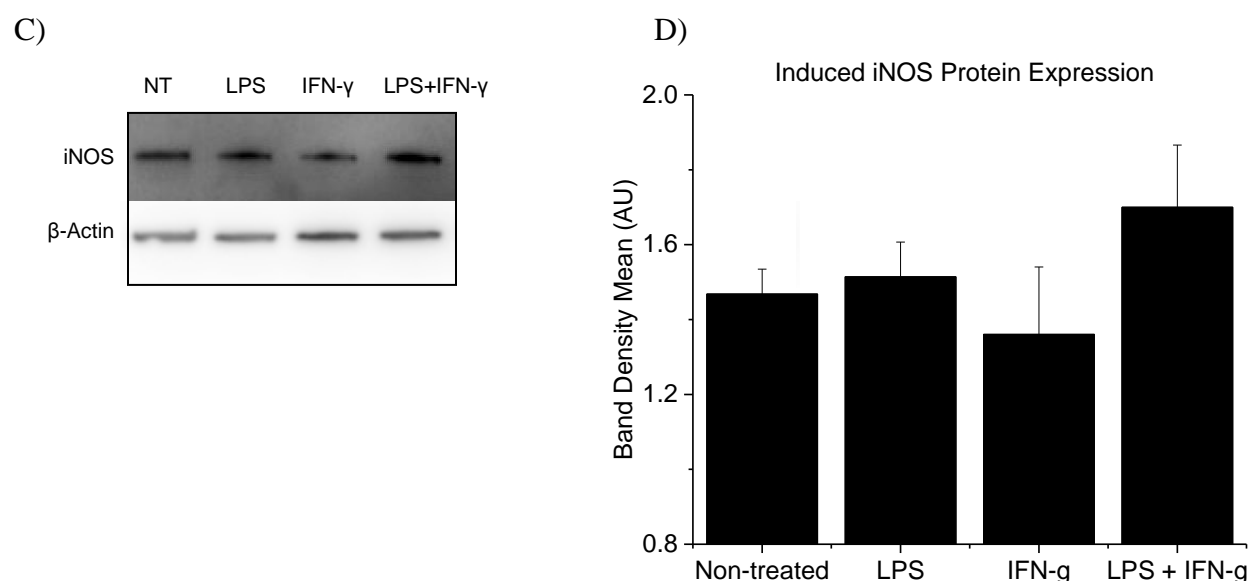 C)
NT LPS IFN-γ LPS+IFN-γ
iNOS
β-Actin
D)
Induced iNOS Protein Expression
Band Density Mean (AU)
2.0
1.6
1.2
0.8
Non-treated LPS IFN-g LPS + IFN-g